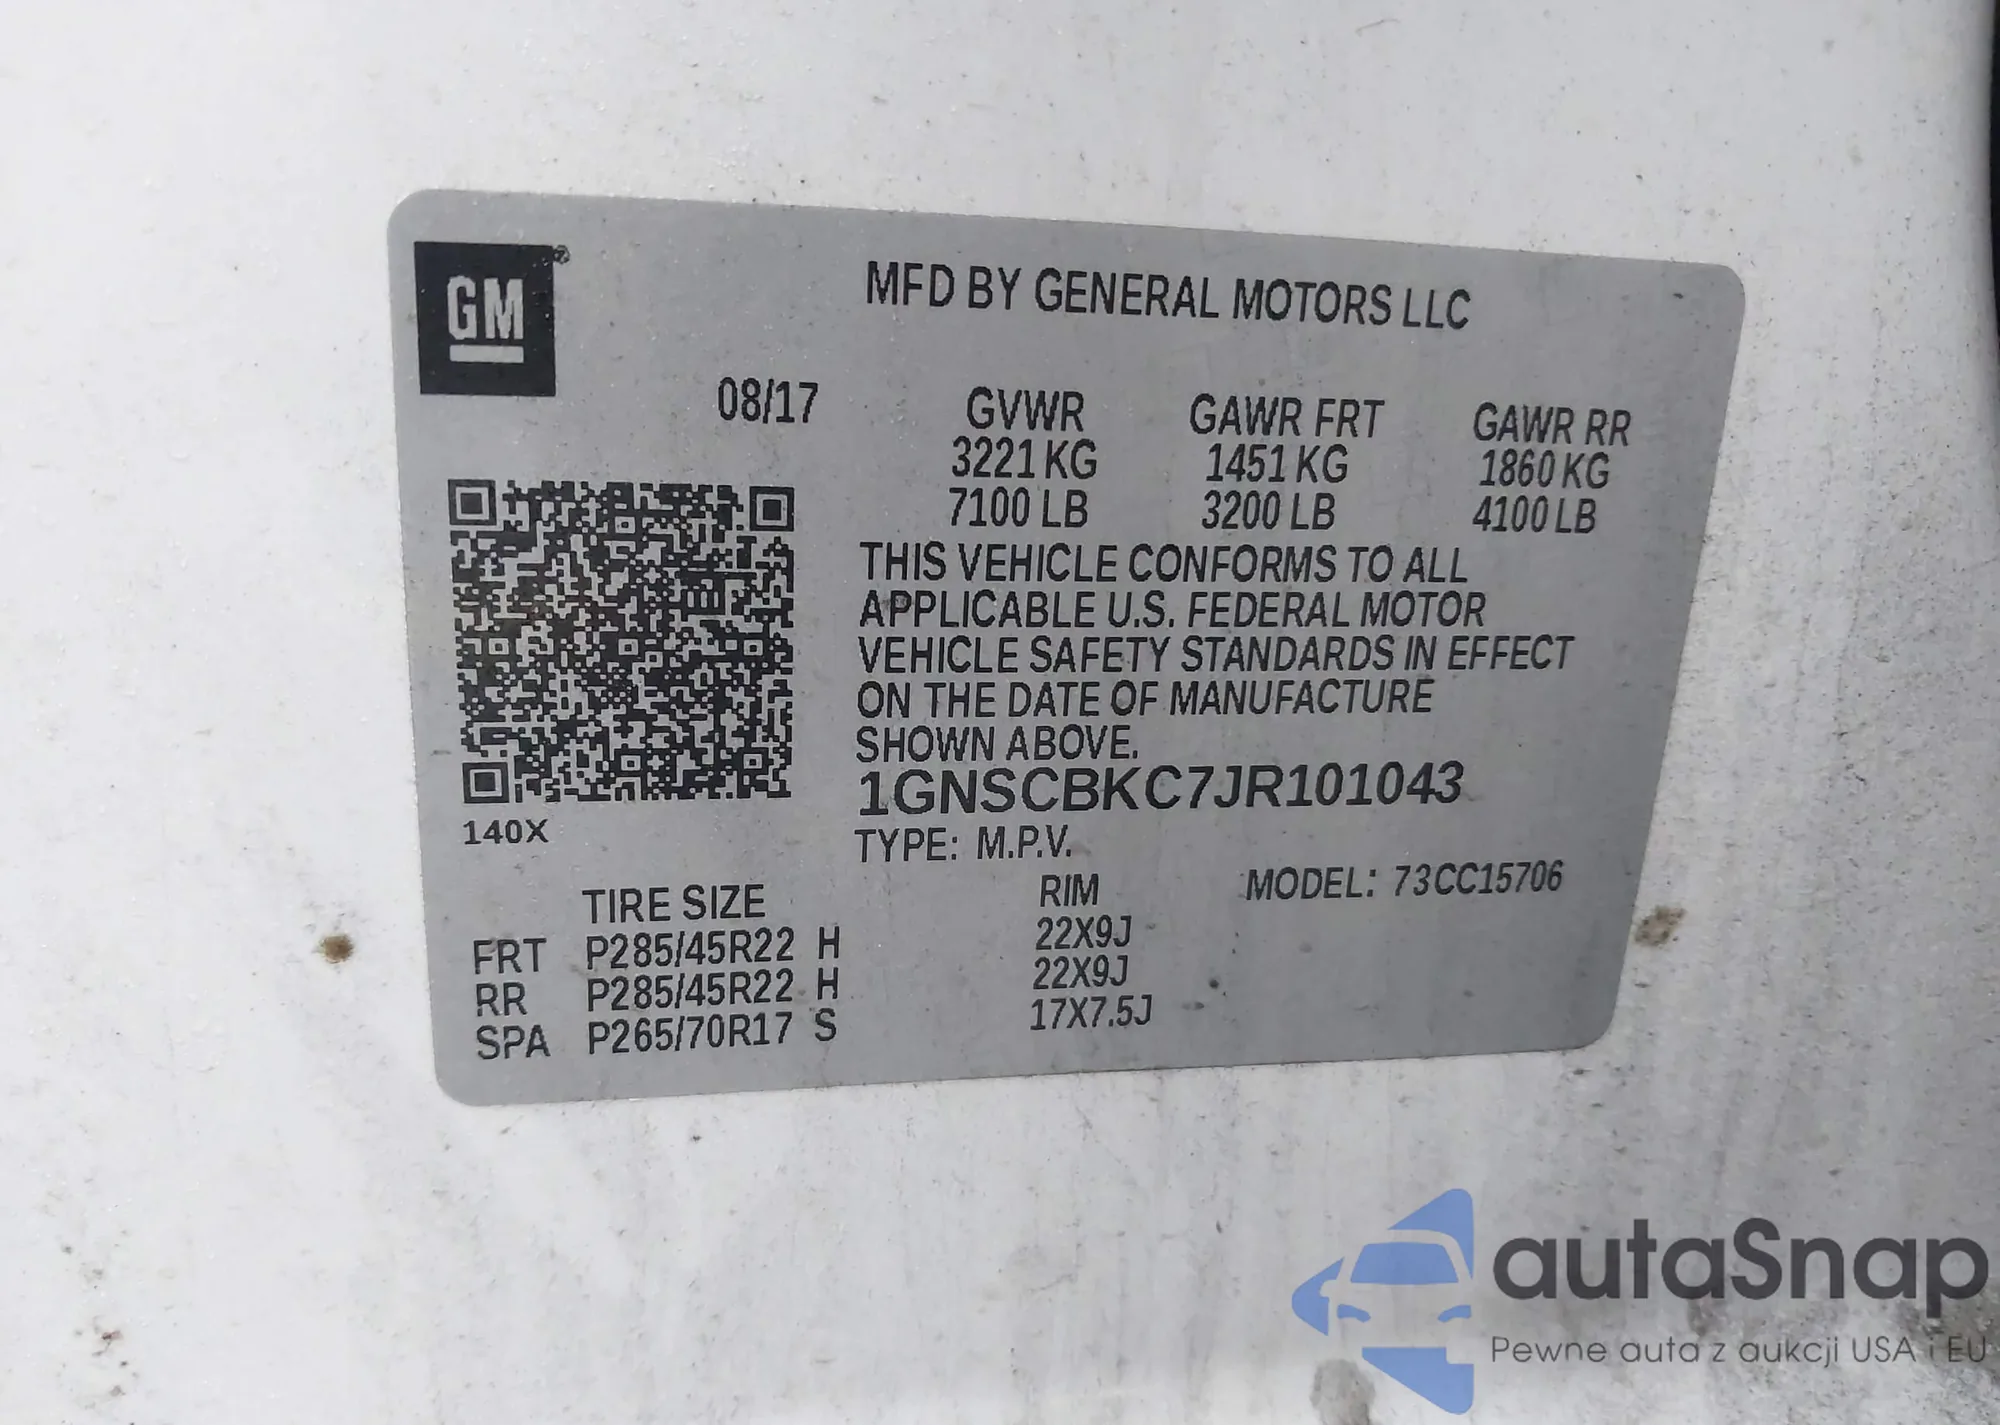 GM®
MFD BY GENERAL MOTORS LLC
08/17
GVWR GAWR FRT GAWR RR
3221 KG 1451 KG 1860 KG
7100 LB 3200 LB 4100 LB
THIS VEHICLE CONFORMS TO ALL
APPLICABLE U.S. FEDERAL MOTOR
VEHICLE SAFETY STANDARDS IN EFFECT
ON THE DATE OF MANUFACTURE
SHOWN ABOVE.
1GNSCBKC7JR101043
140X
TYPE: M.P.V.
TIRE SIZE RIM MODEL: 73CC15706
FRT P285/45R22 H 22X9J
RR P285/45R22 H 22X9J
SPA P265/70R17 S 17X7.5J
autaSnap
Pewne auta z aukcji USA i EU